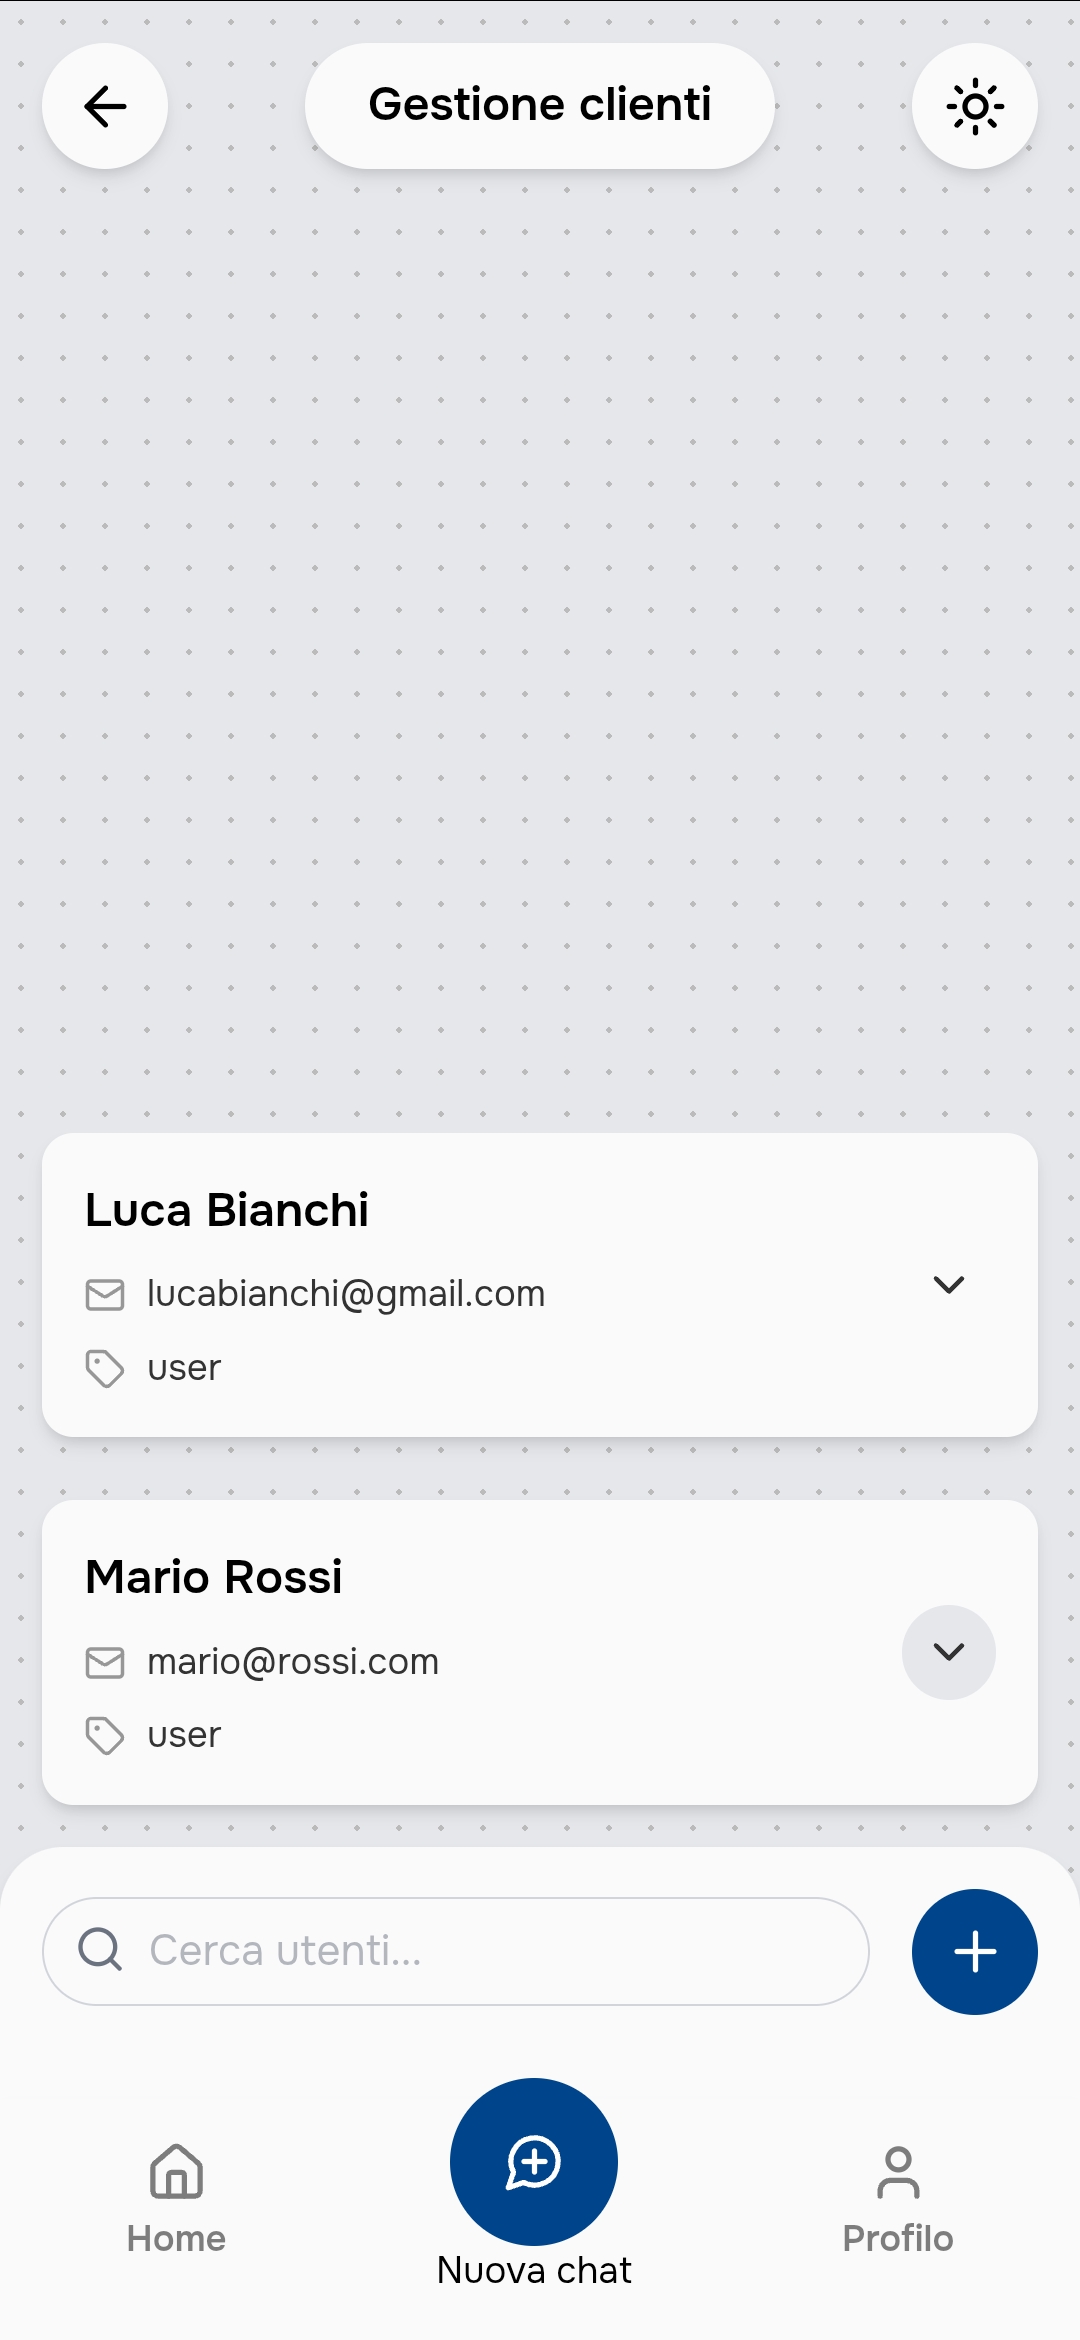 Gestione clienti
Luca Bianchi
lucabianchi@gmail.com
user
Mario Rossi
mario@rossi.com
user
Cerca utenti...
Home
Nuova chat
Profilo